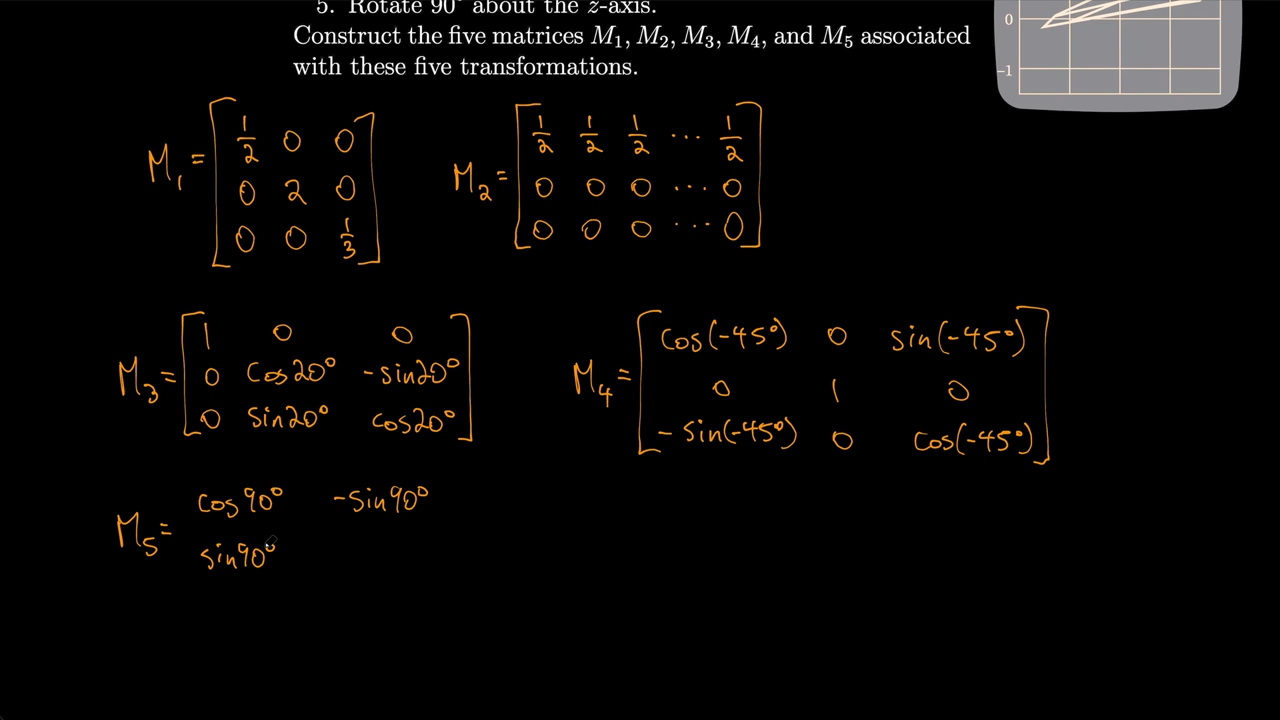 5. Rotate 90° about the z-axis.
Construct the five matrices M₁, M₂, M₃, M₄, and M₅ associated
with these five transformations.
0
−1
M₁ = [ 1/2 0 0
0 2 0
0 0 1/3 ]
M₂ = [ 1/2 1/2 1/2 ⋯ 1/2
0 0 0 ⋯ 0
0 0 0 ⋯ 0 ]
M₃ = [ 1 0 0
0 cos20° -sin20°
0 sin20° cos20° ]
M₄ = [ cos(-45°) 0 sin(-45°)
0 1 0
-sin(-45°) 0 cos(-45°) ]
M₅ = cos90° -sin90°
sin90°